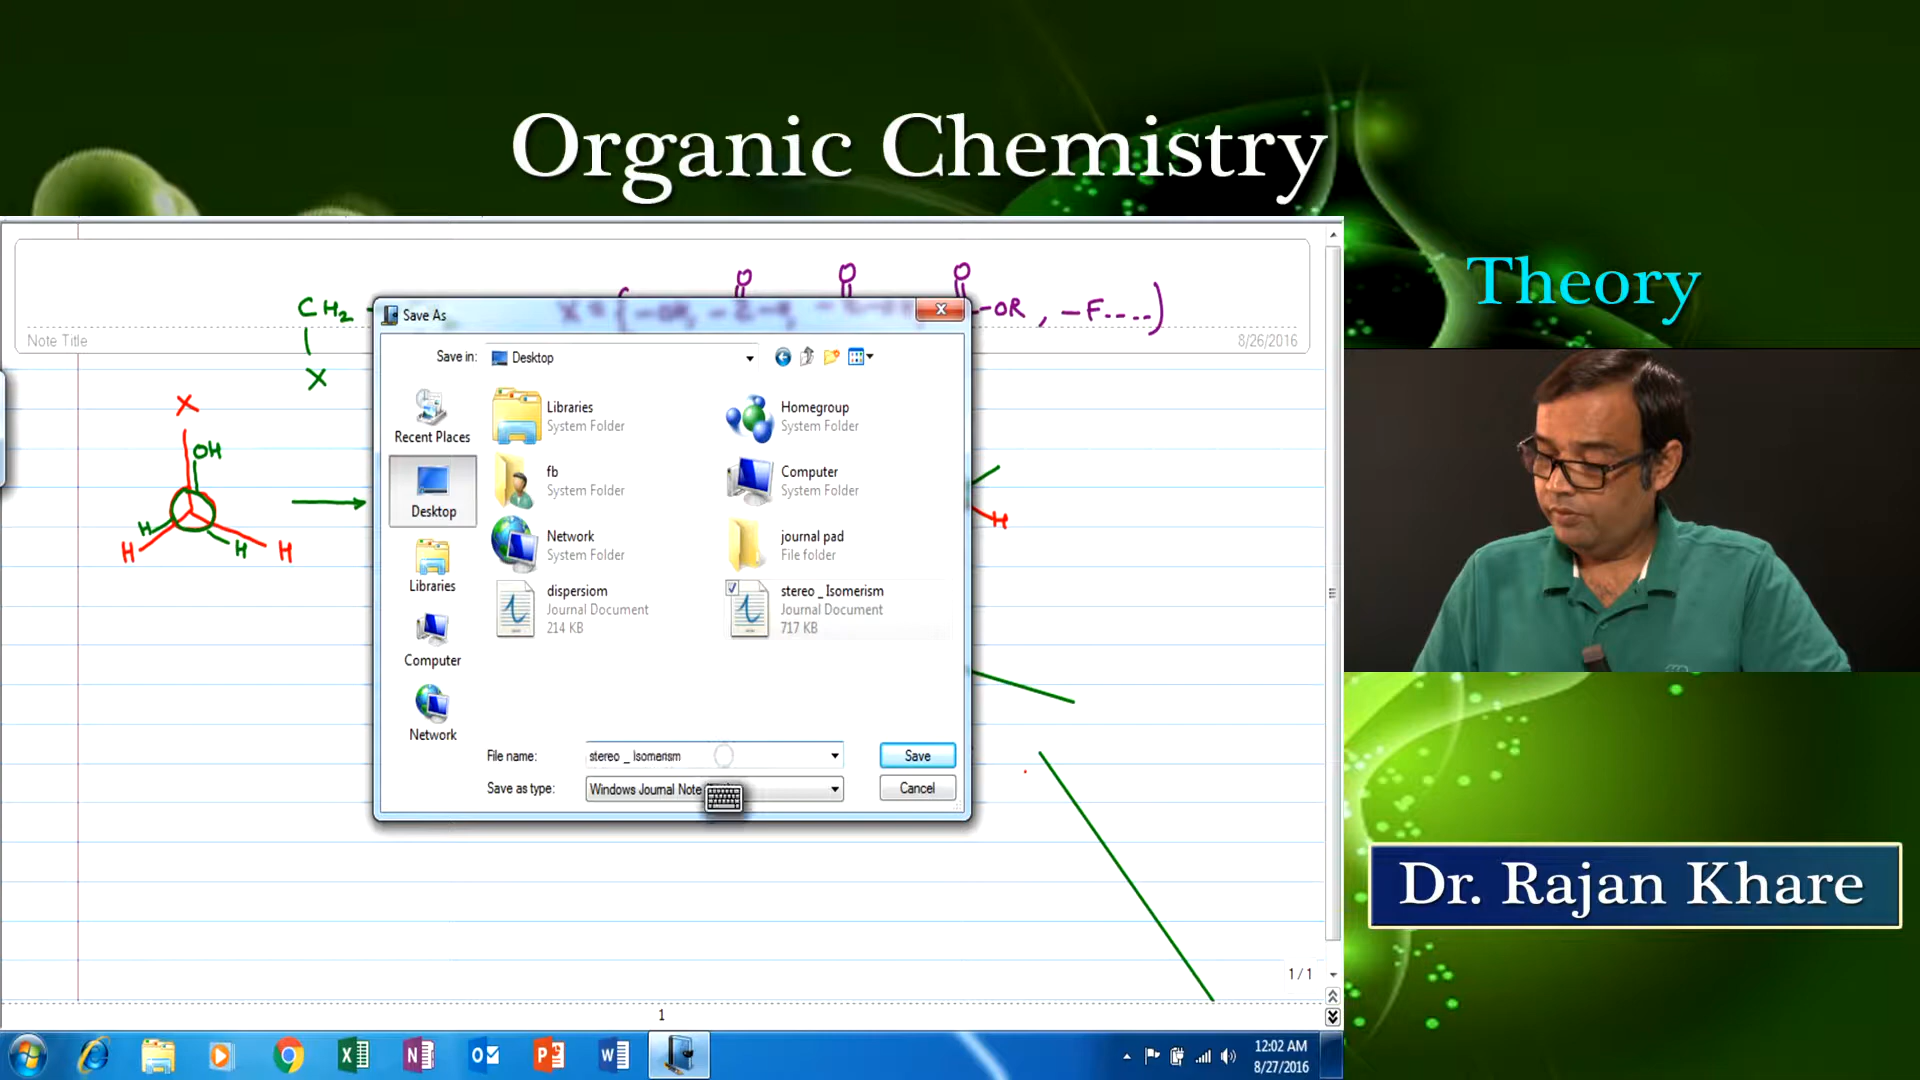 Organic Chemistry
Theory
Dr. Rajan Khare
Note Title
8/26/2016
CH2
X
O
O
O
-OR , -F....)
X
OH
H
H
H
H
H
Save As
Save in:
Desktop
Recent Places
Desktop
Libraries
Computer
Network
Libraries
System Folder
Homegroup
System Folder
fb
System Folder
Computer
System Folder
Network
System Folder
journal pad
File folder
dispersiom
Journal Document
214 KB
stereo _ Isomerism
Journal Document
717 KB
File name:
stereo _ Isomerism
Save
Save as type:
Windows Journal Note
Cancel
1 / 1
1
12:02 AM
8/27/2016